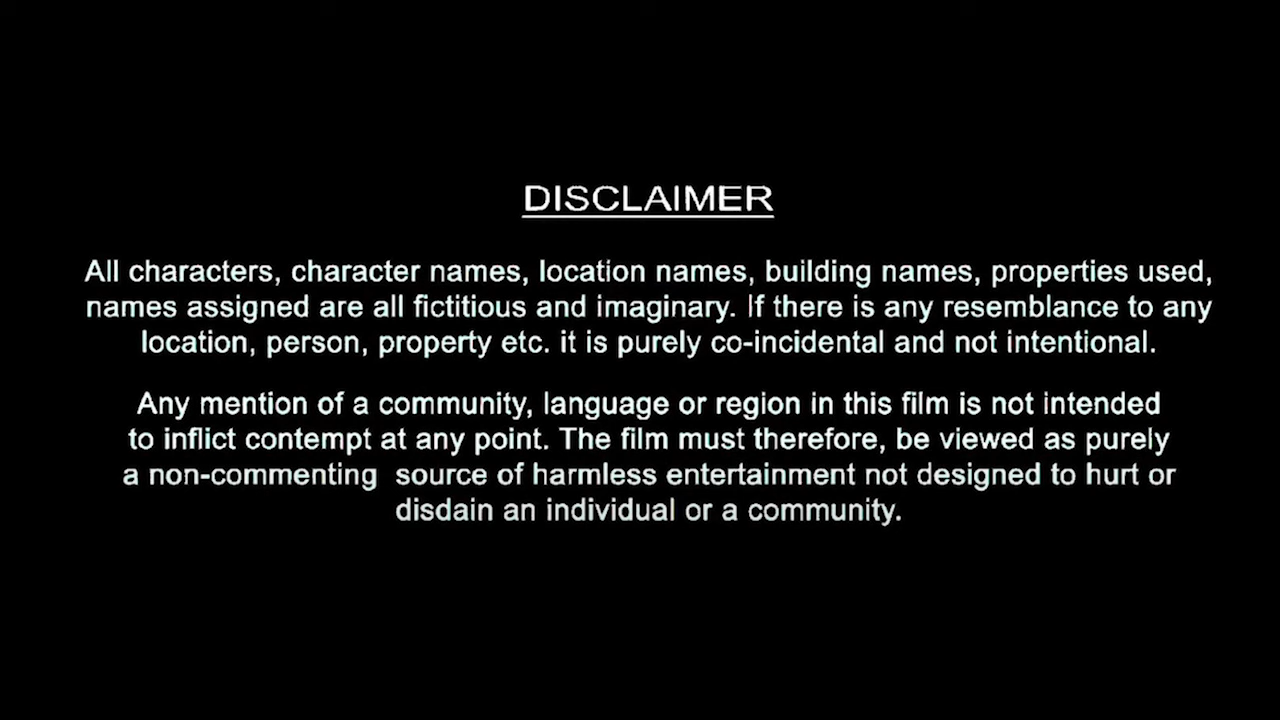 DISCLAIMER
All characters, character names, location names, building names, properties used,
names assigned are all fictitious and imaginary. If there is any resemblance to any
location, person, property etc. it is purely co-incidental and not intentional.
Any mention of a community, language or region in this film is not intended
to inflict contempt at any point. The film must therefore, be viewed as purely
a non-commenting  source of harmless entertainment not designed to hurt or
disdain an individual or a community.